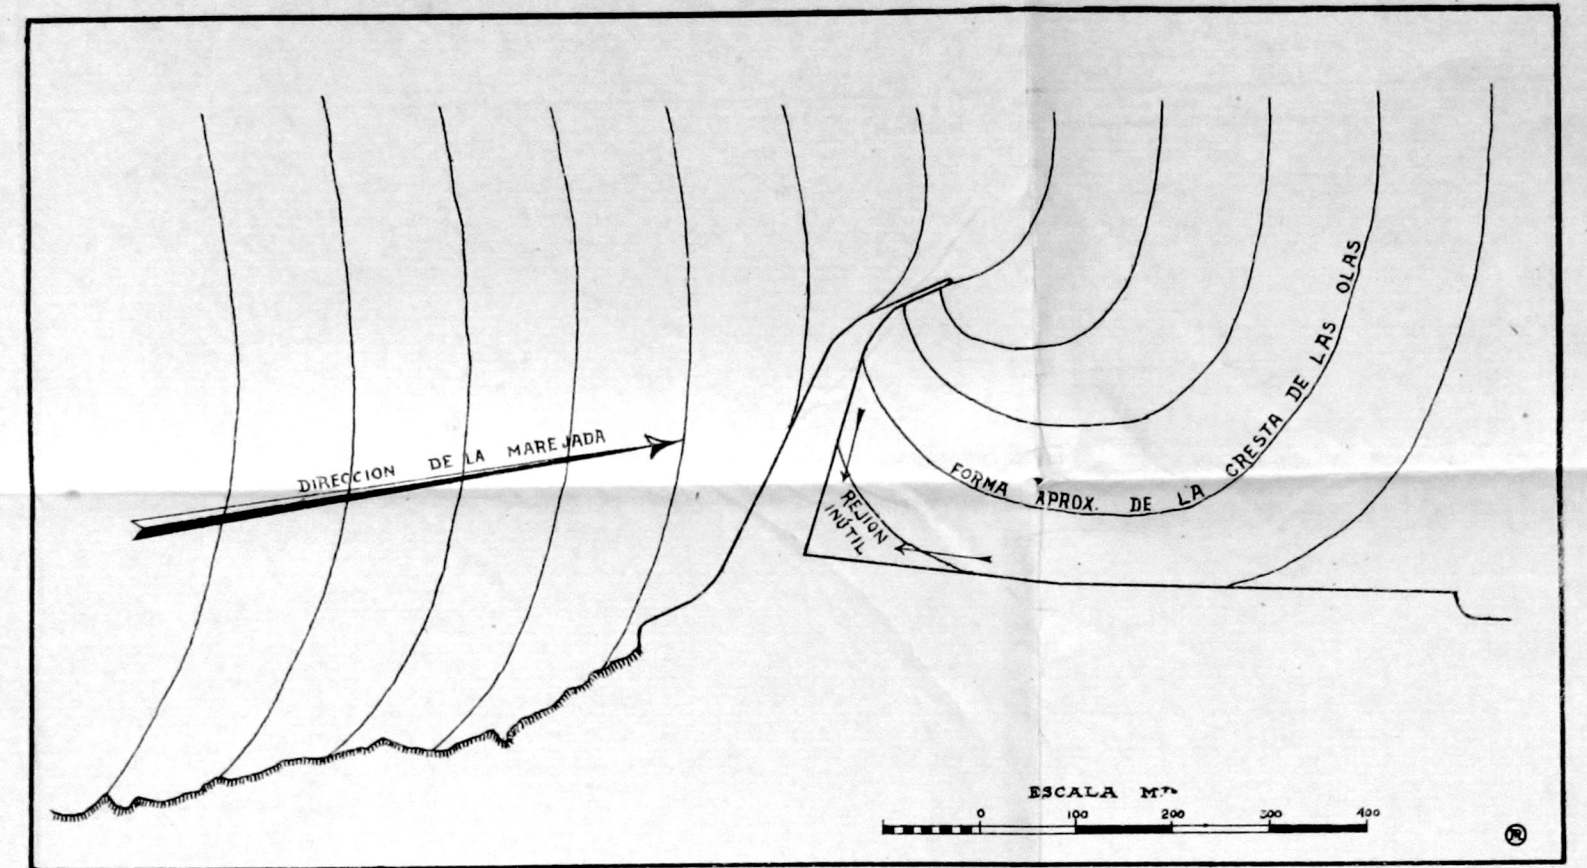 DIRECCION DE LA MAREJADA
FORMA APROX. DE LA CRESTA DE LAS OLAS
REJION
INÚTIL
ESCALA Mᵀˢ
0 100 200 300 400
R